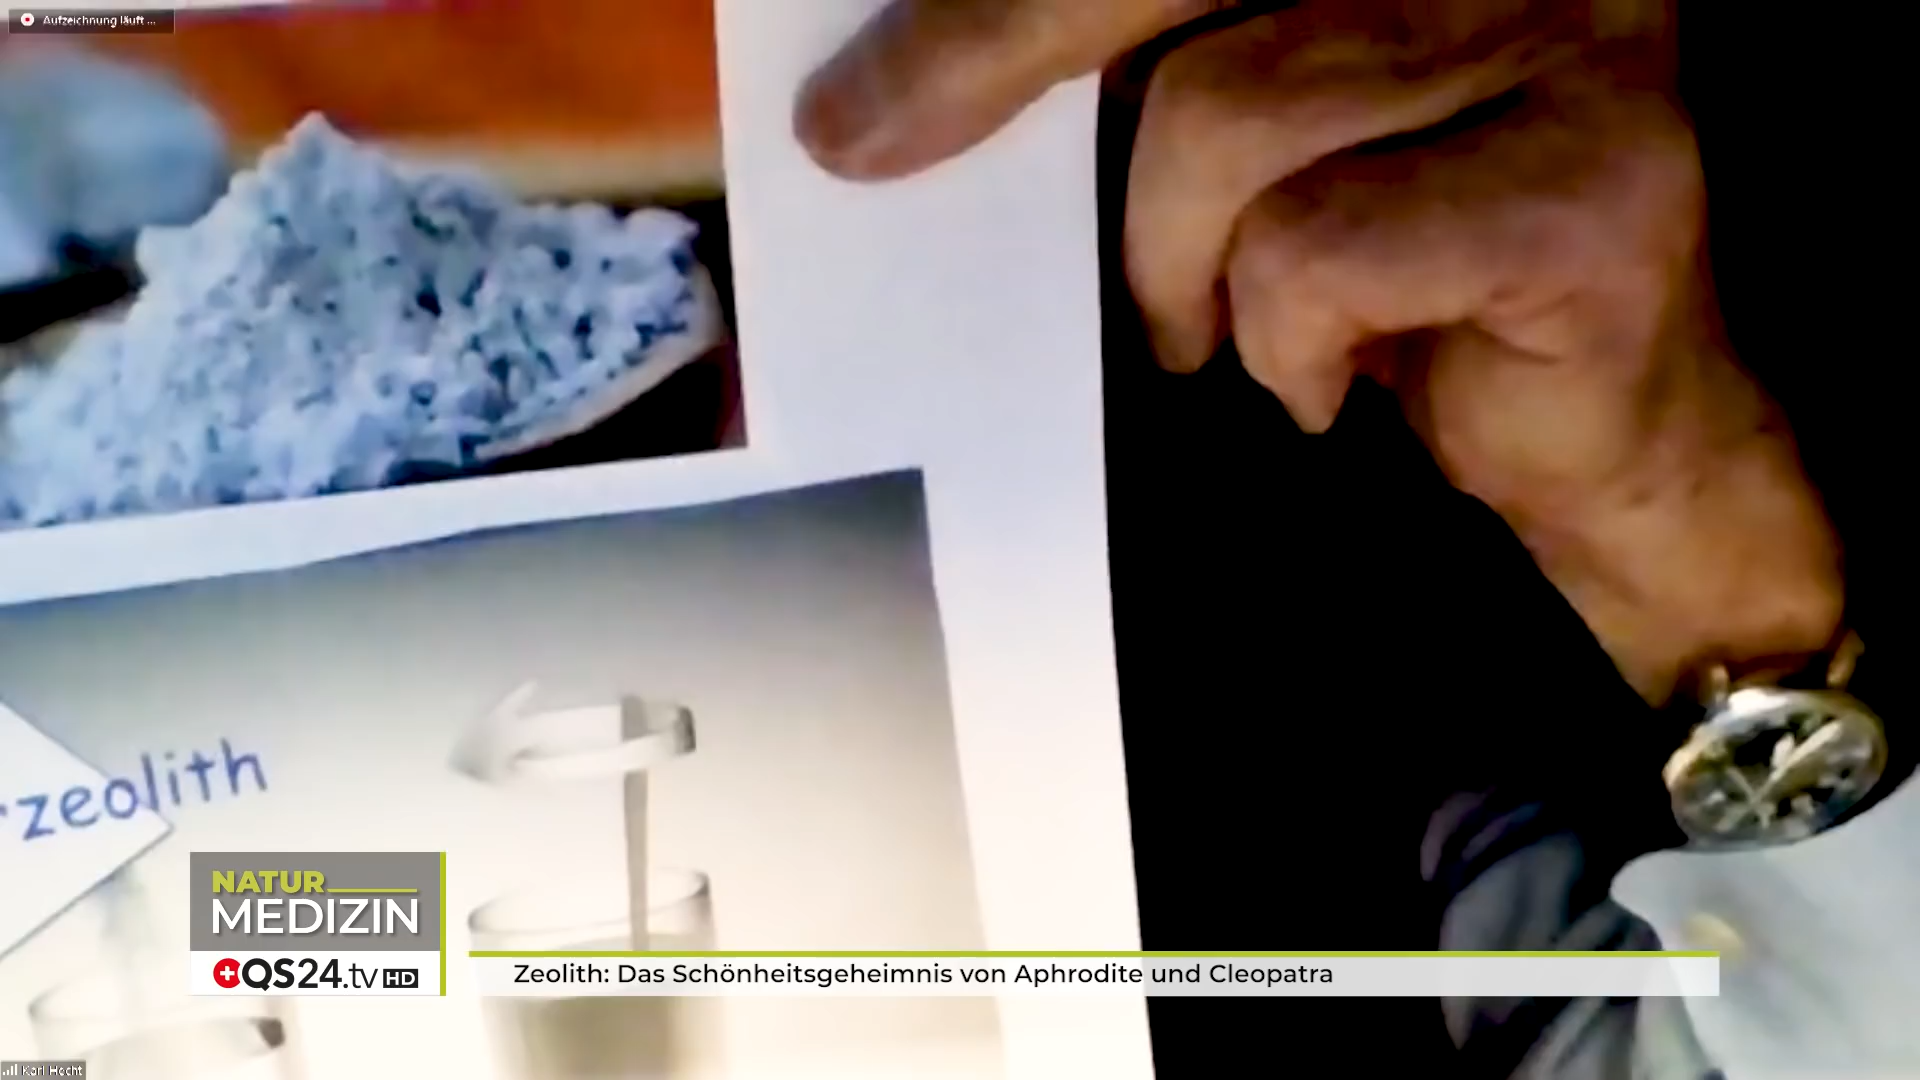 Aufzeichnung läuft ...
zeolith
NATUR
MEDIZIN
QS24.tv HD
Zeolith: Das Schönheitsgeheimnis von Aphrodite und Cleopatra
Karl Hecht